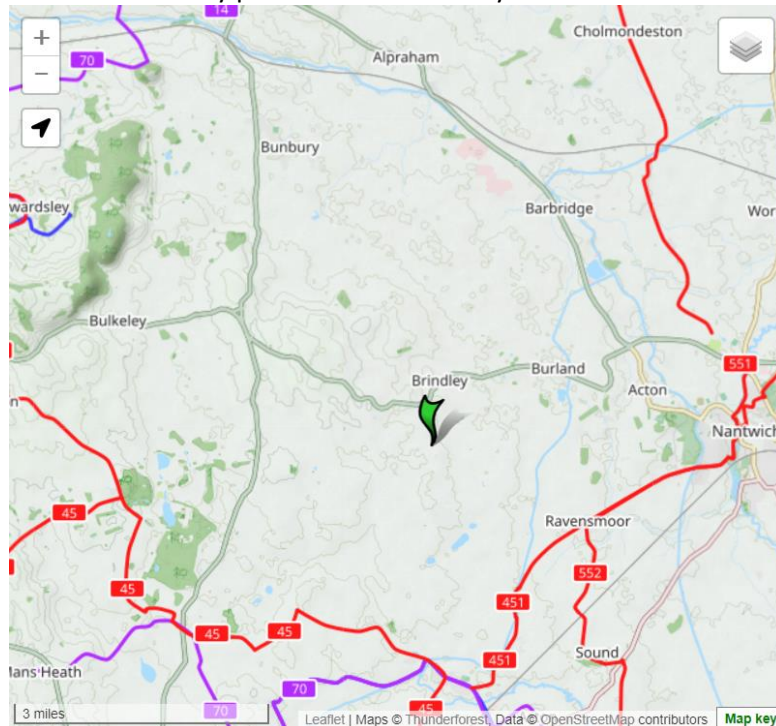 14
Cholmondeston
+
70
Alpraham
−
Bunbury
wardsley
Barbridge
Wor
Bulkeley
Burland
Brindley
551
Acton
n
Nantwich
45
Ravensmoor
552
45
451
45
45
451
Sound
Mans Heath
70
70
45
3 miles
Leaflet | Maps © Thunderforest, Data © OpenStreetMap contributors
Map key